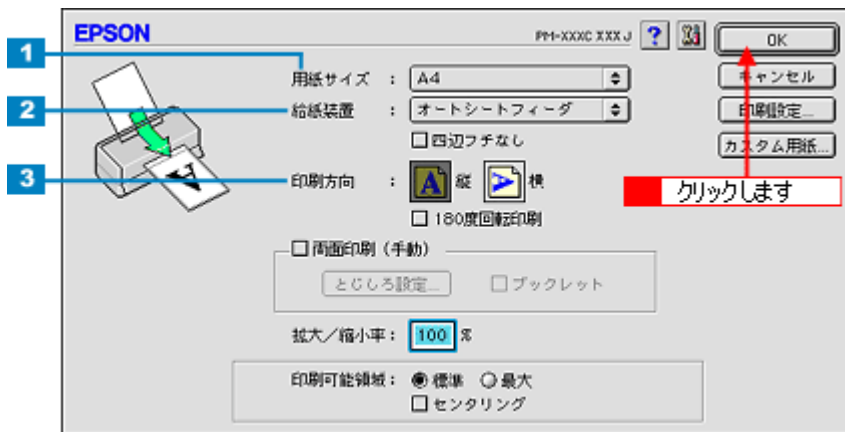 EPSON
PM-XXXC XXX J
?
OK
1
用紙サイズ : A4
キャンセル
2
給紙装置 : オートシートフィーダ
印刷設定...
四辺フチなし
カスタム用紙...
3
印刷方向 : A 縦 A 横
クリックします
180度回転印刷
両面印刷（手動）
とじしろ設定... ブックレット
拡大／縮小率 : 100 %
印刷可能領域 : 標準 最大
センタリング
A